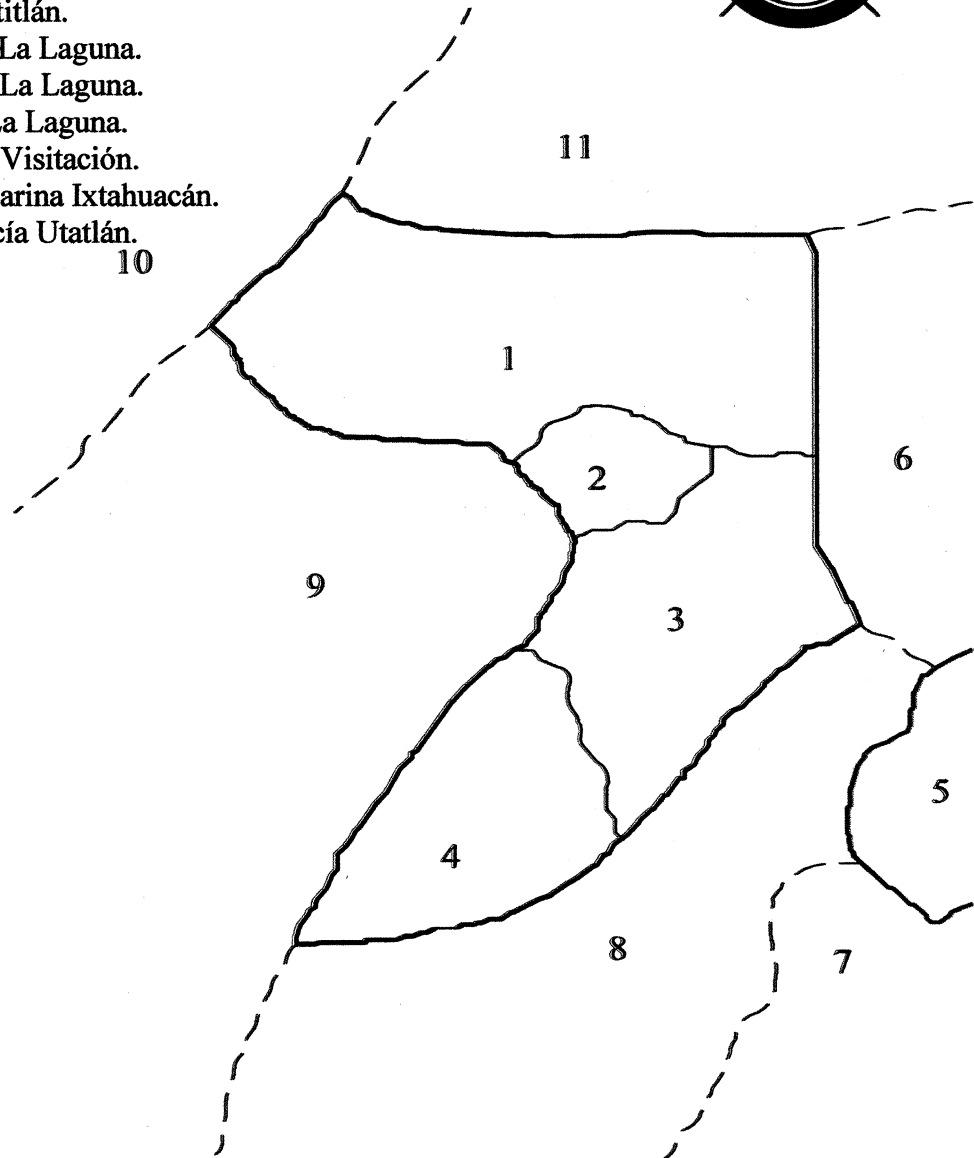 titlán.
La Laguna.
La Laguna.
La Laguna.
Visitación.
arina Ixtahuacán.
cía Utatlán.
11
10
1
6
2
9
3
5
4
8
7